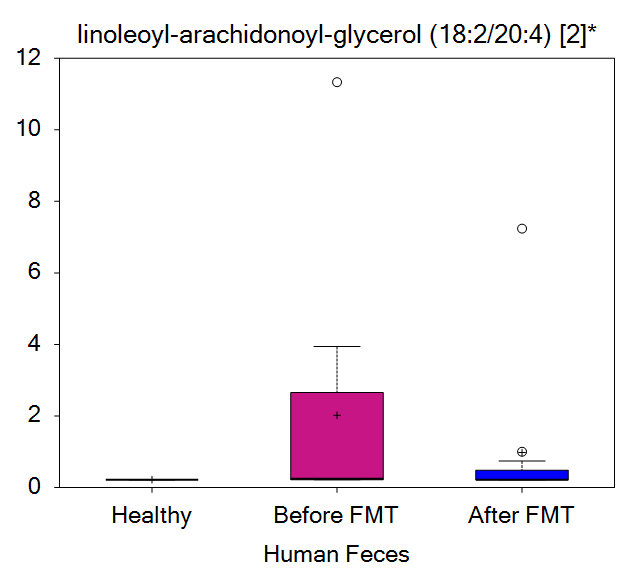 linoleoyl-arachidonoyl-glycerol (18:2/20:4) [2]*
12
10
8
6
4
2
0
Healthy Before FMT After FMT
Human Feces